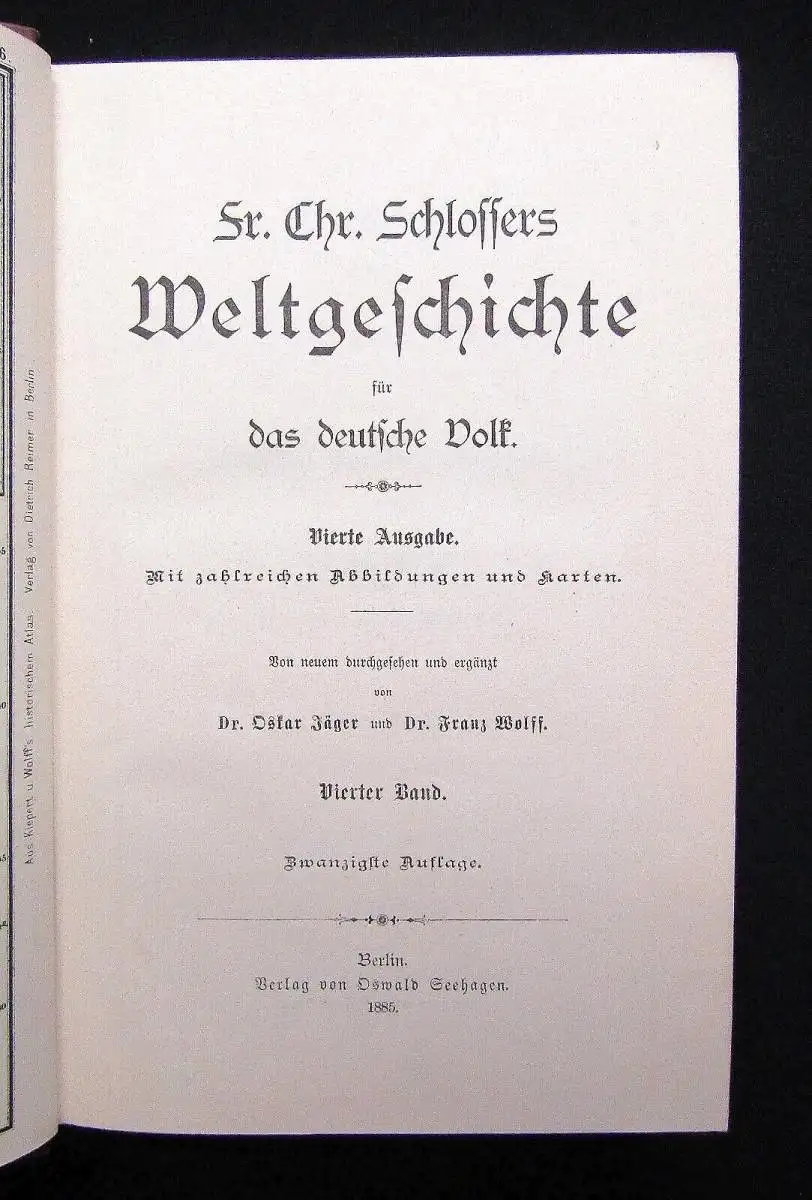 6.
Aus Kiepert u. Wolff's historischem Atlas. Verlag von Dietrich Reimer in Berlin.
Fr. Chr. Schloſſers
Weltgeſchichte
für
das deutſche Volk.
Vierte Ausgabe.
Mit zahlreichen Abbildungen und Karten.
Von neuem durchgeſehen und ergänzt
von
Dr. Oskar Jäger und Dr. Franz Wolff.
Vierter Band.
Zwanzigſte Auflage.
Berlin.
Verlag von Oswald Seehagen.
1885.